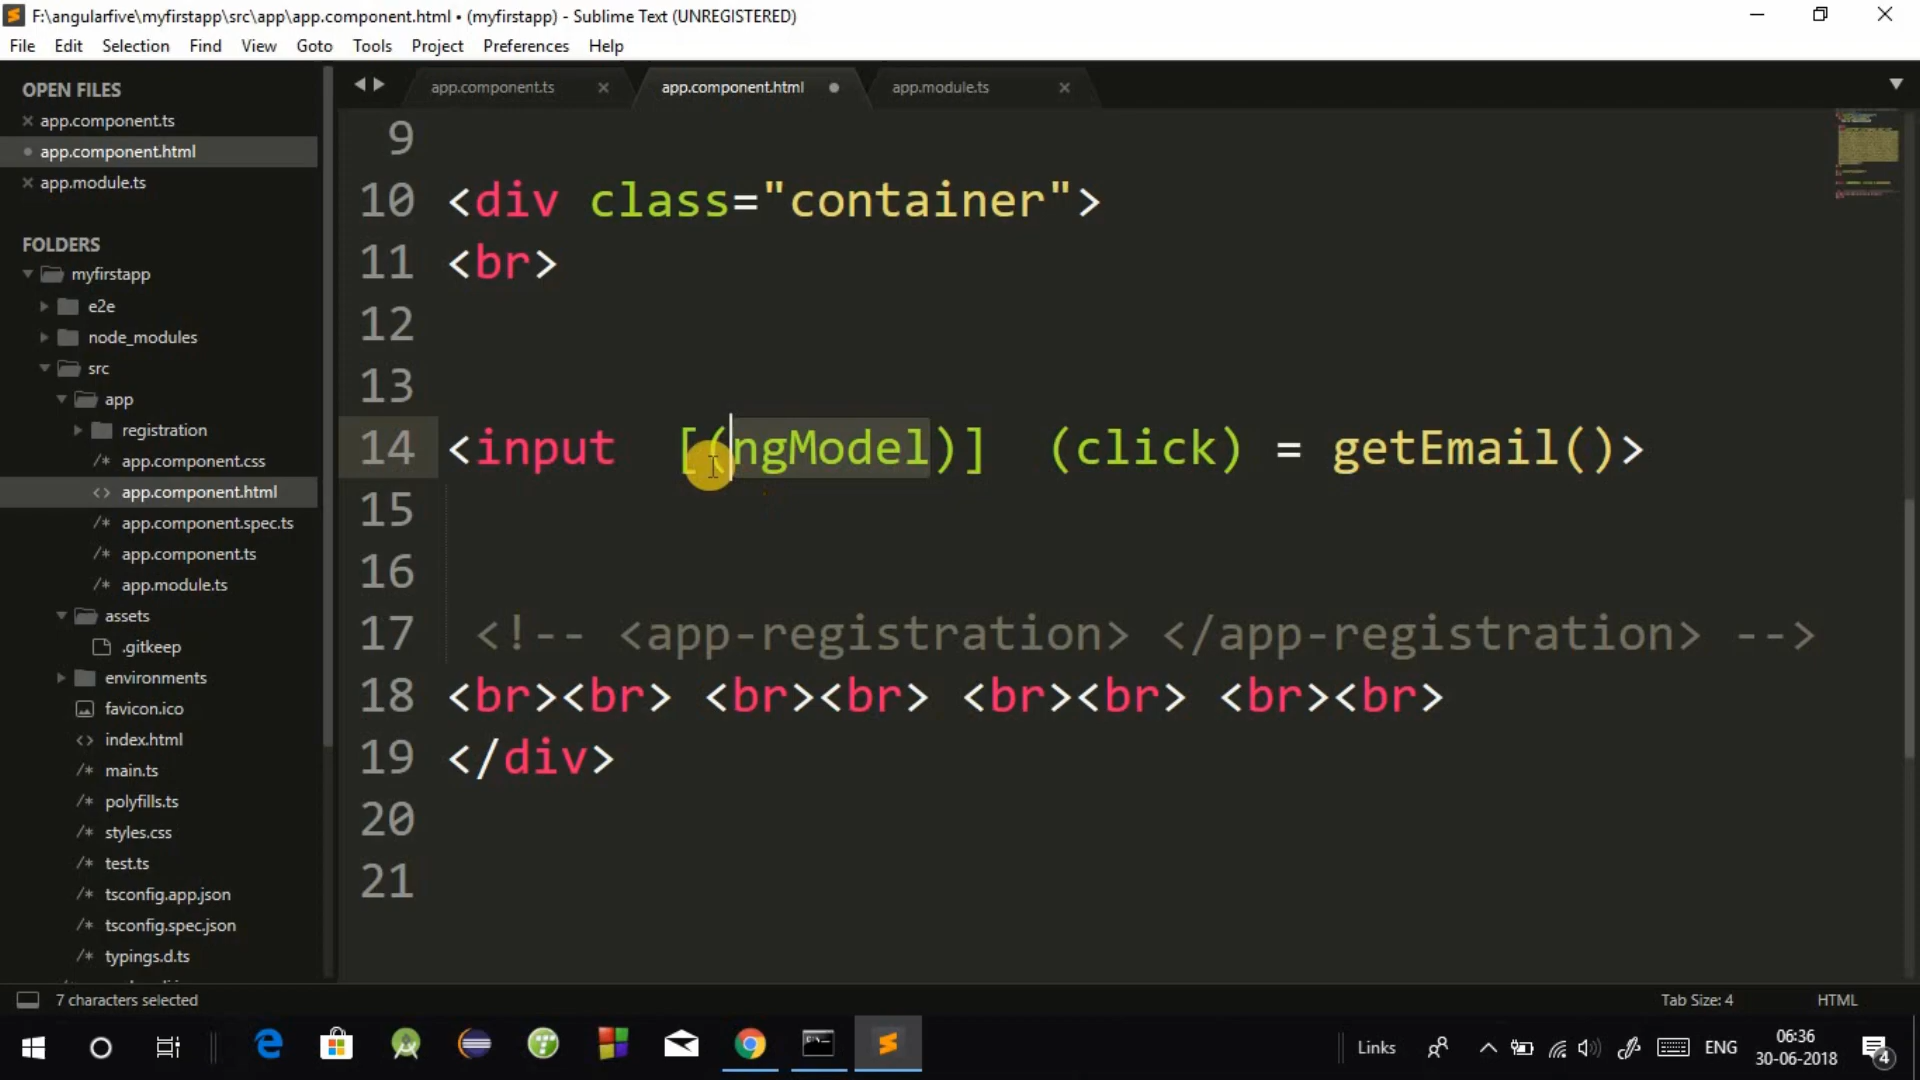 F:\angularfive\myfirstapp\src\app\app.component.html • (myfirstapp) - Sublime Text (UNREGISTERED)
File Edit Selection Find View Goto Tools Project Preferences Help
OPEN FILES
app.component.ts
app.component.html
app.module.ts
FOLDERS
myfirstapp
e2e
node_modules
src
app
registration
/* app.component.css
<> app.component.html
/* app.component.spec.ts
/* app.component.ts
/* app.module.ts
assets
.gitkeep
environments
favicon.ico
<> index.html
/* main.ts
/* polyfills.ts
/* styles.css
/* test.ts
/* tsconfig.app.json
/* tsconfig.spec.json
/* typings.d.ts
app.component.ts app.component.html app.module.ts
9
10 <div class="container">
11 <br>
12
13
14 <input [(ngModel)] (click) = getEmail()>
15
16
17 <!-- <app-registration> </app-registration> -->
18 <br><br> <br><br> <br><br> <br><br>
19 </div>
20
21
7 characters selected Tab Size: 4 HTML
Links ENG 06:36
30-06-2018
4